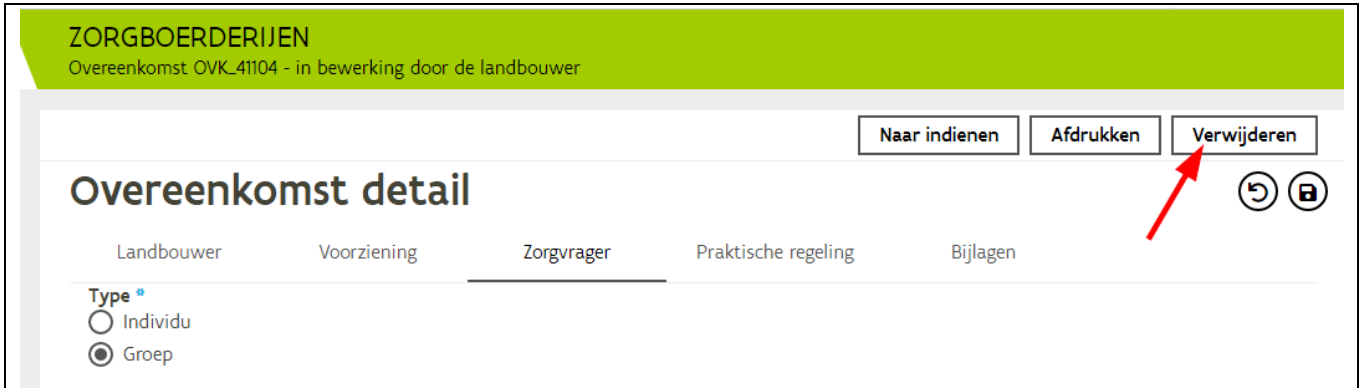 ZORGBOERDERIJEN
Overeenkomst OVK_41104 - in bewerking door de landbouwer
Naar indienen Afdrukken Verwijderen
Overeenkomst detail
Landbouwer Voorziening Zorgvrager Praktische regeling Bijlagen
Type *
Individu
Groep